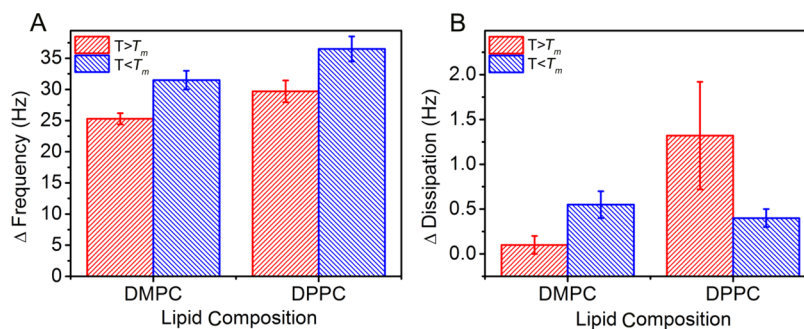 A
T>Tm
T<Tm
35
30
25
20
15
10
5
0
Δ Frequency (Hz)
DMPC
DPPC
Lipid Composition
B
T>Tm
T<Tm
2.0
1.5
1.0
0.5
0.0
Δ Dissipation (Hz)
DMPC
DPPC
Lipid Composition